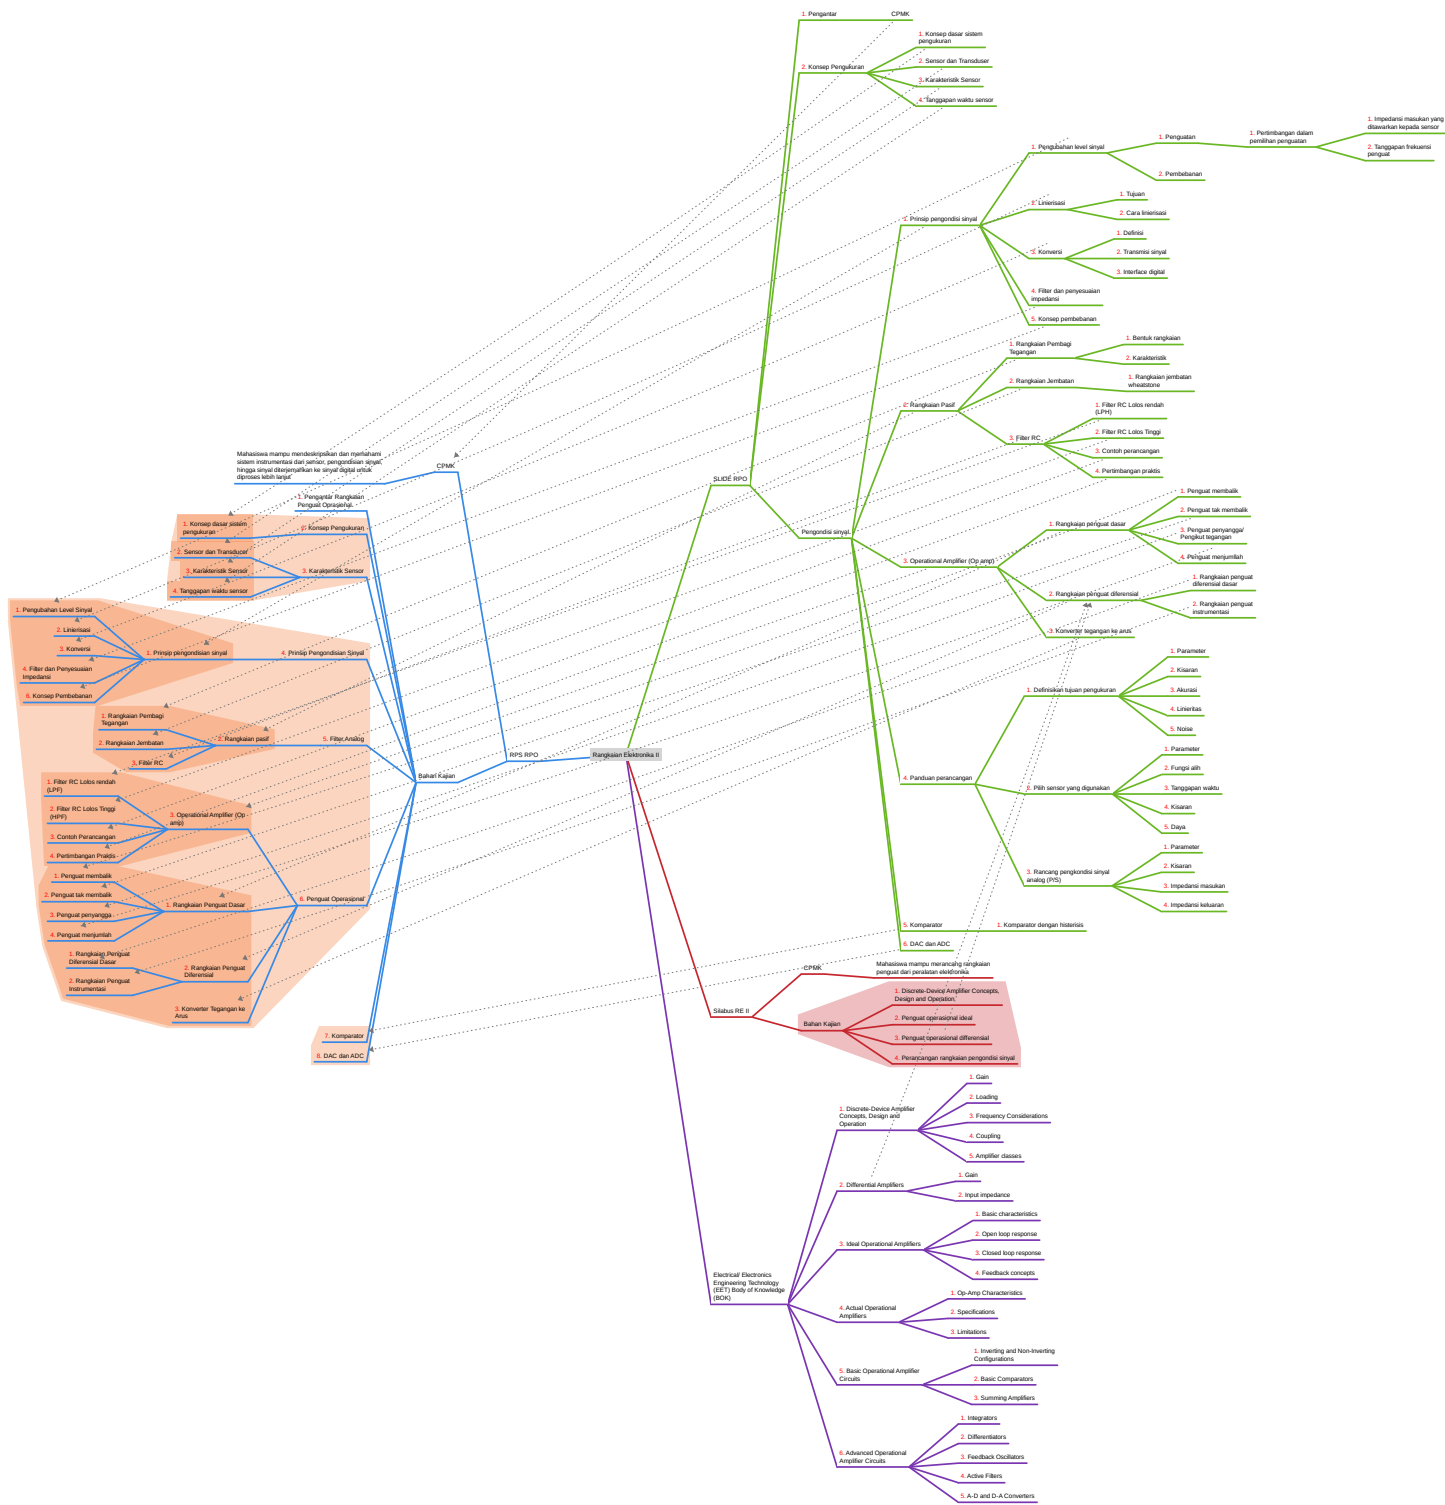 Rangkaian Elektronika II
SLIDE RPO
1. Pengantar
CPMK
2. Konsep Pengukuran
1. Konsep dasar sistem
pengukuran
2. Sensor dan Transduser
3. Karakteristik Sensor
4. Tanggapan waktu sensor
Pengondisi sinyal
1. Prinsip pengondisi sinyal
1. Pengubahan level sinyal
1. Penguatan
1. Pertimbangan dalam
pemilihan penguatan
1. Impedansi masukan yang
ditawarkan kepada sensor
2. Tanggapan frekuensi
penguat
2. Pembebanan
2. Linierisasi
1. Tujuan
2. Cara linierisasi
3. Konversi
1. Definisi
2. Transmisi sinyal
3. Interface digital
4. Filter dan penyesuaian
impedansi
5. Konsep pembebanan
2. Rangkaian Pasif
1. Rangkaian Pembagi
Tegangan
1. Bentuk rangkaian
2. Karakteristik
2. Rangkaian Jembatan
1. Rangkaian jembatan
wheatstone
3. Filter RC
1. Filter RC Lolos rendah
(LPH)
2. Filter RC Lolos Tinggi
3. Contoh perancangan
4. Pertimbangan praktis
3. Operational Amplifier (Op amp)
1. Rangkaian penguat dasar
1. Penguat membalik
2. Penguat tak membalik
3. Penguat penyangga/
Pengikut tegangan
4. Penguat menjumllah
2. Rangkaian penguat diferensial
1. Rangkaian penguat
diferensial dasar
2. Rangkaian penguat
instrumentasi
3. Konverter tegangan ke arus
4. Panduan perancangan
1. Definisikan tujuan pengukuran
1. Parameter
2. Kisaran
3. Akurasi
4. Linieritas
5. Noise
2. Pilih sensor yang digunakan
1. Parameter
2. Fungsi alih
3. Tanggapan waktu
4. Kisaran
5. Daya
3. Rancang pengkondisi sinyal
analog (P/S)
1. Parameter
2. Kisaran
3. Impedansi masukan
4. Impedansi keluaran
5. Komparator
1. Komparator dengan histerisis
6. DAC dan ADC
Silabus RE II
CPMK
Mahasiswa mampu merancang rangkaian
penguat dari peralatan elektronika
Bahan Kajian
1. Discrete-Device Amplifier Concepts,
Design and Operation
2. Penguat operasional ideal
3. Penguat operasional differensial
4. Perancangan rangkaian pengondisi sinyal
Electrical/ Electronics
Engineering Technology
(EET) Body of Knowledge
(BOK)
1. Discrete-Device Amplifier
Concepts, Design and
Operation
1. Gain
2. Loading
3. Frequency Considerations
4. Coupling
5. Amplifier classes
2. Differential Amplifiers
1. Gain
2. Input impedance
3. Ideal Operational Amplifiers
1. Basic characteristics
2. Open loop response
3. Closed loop response
4. Feedback concepts
4. Actual Operational
Amplifiers
1. Op-Amp Characteristics
2. Specifications
3. Limitations
5. Basic Operational Amplifier
Circuits
1. Inverting and Non-Inverting
Configurations
2. Basic Comparators
3. Summing Amplifiers
6. Advanced Operational
Amplifier Circuits
1. Integrators
2. Differentiators
3. Feedback Oscillators
4. Active Filters
5. A-D and D-A Converters
RPS RPO
CPMK
Mahasiswa mampu mendeskripsikan dan memahami
sistem instrumentasi dari sensor, pengondisian sinyal,
hingga sinyal diterjemahkan ke sinyal digital untuk
diproses lebih lanjut
Bahan Kajian
1. Pengantar Rangkaian
Penguat Oprasional
2. Konsep Pengukuran
1. Konsep dasar sistem
pengukuran
3. Karakteristik Sensor
2. Sensor dan Transducer
3. Karakteristik Sensor
4. Tanggapan waktu sensor
4. Prinsip Pengondisian Sinyal
1. Prinsip pengondisian sinyal
1. Pengubahan Level Sinyal
2. Linierisasi
3. Konversi
4. Filter dan Penyesuaian
Impedansi
6. Konsep Pembebanan
5. Filter Analog
2. Rangkaian pasif
1. Rangkaian Pembagi
Tegangan
2. Rangkaian Jembatan
3. Filter RC
6. Penguat Operasional
3. Operational Amplifier (Op
amp)
1. Filter RC Lolos rendah
(LPF)
2. Filter RC Lolos Tinggi
(HPF)
3. Contoh Perancangan
4. Pertimbangan Praktis
1. Rangkaian Penguat Dasar
1. Penguat membalik
2. Penguat tak membalik
3. Penguat penyangga
4. Penguat menjumlah
2. Rangkaian Penguat
Diferensial
1. Rangkaian Penguat
Diferensial Dasar
2. Rangkaian Penguat
Instrumentasi
3. Konverter Tegangan ke
Arus
7. Komparator
8. DAC dan ADC